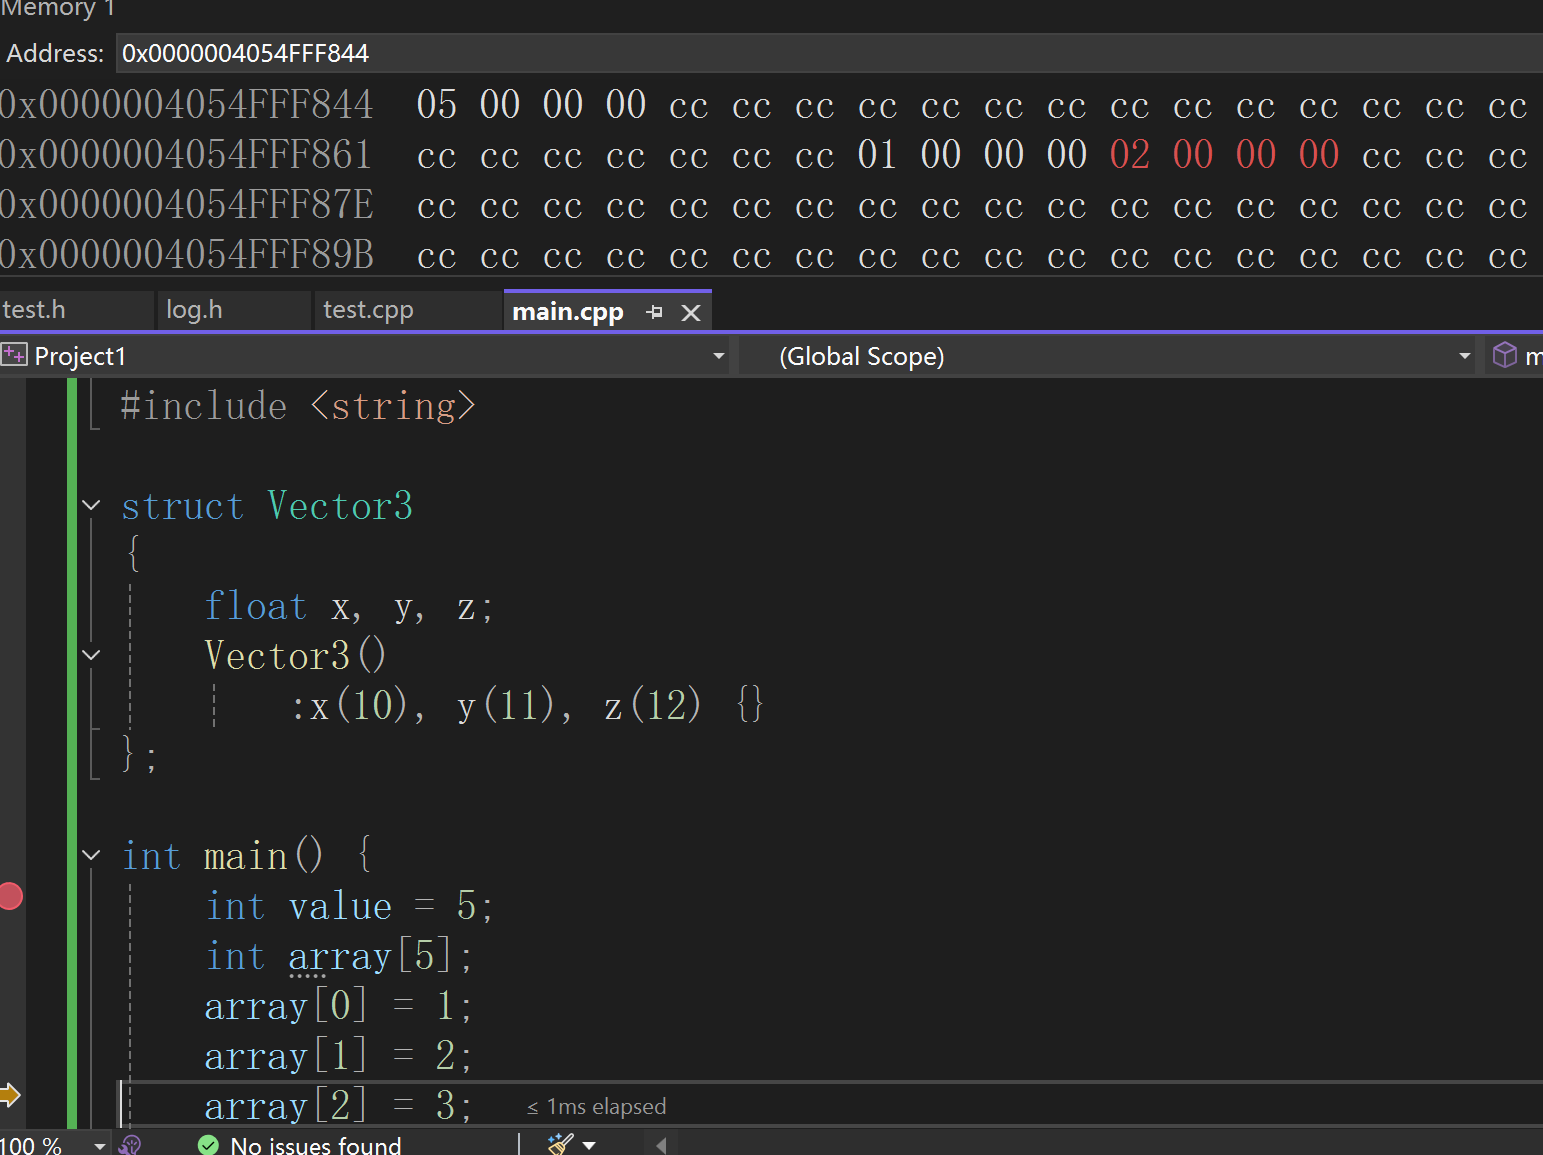 Memory 1
Address: 0x0000004054FFF844
0x0000004054FFF844 05 00 00 00 cc cc cc cc cc cc cc cc cc cc cc cc cc cc
0x0000004054FFF861 cc cc cc cc cc cc cc 01 00 00 00 02 00 00 00 cc cc cc
0x0000004054FFF87E cc cc cc cc cc cc cc cc cc cc cc cc cc cc cc cc cc cc
0x0000004054FFF89B cc cc cc cc cc cc cc cc cc cc cc cc cc cc cc cc cc cc
test.h log.h test.cpp main.cpp
Project1 (Global Scope) m
#include <string>
struct Vector3
{
float x, y, z;
Vector3()
:x(10), y(11), z(12) {}
};
int main() {
int value = 5;
int array[5];
array[0] = 1;
array[1] = 2;
array[2] = 3; ≤ 1ms elapsed
100 % No issues found